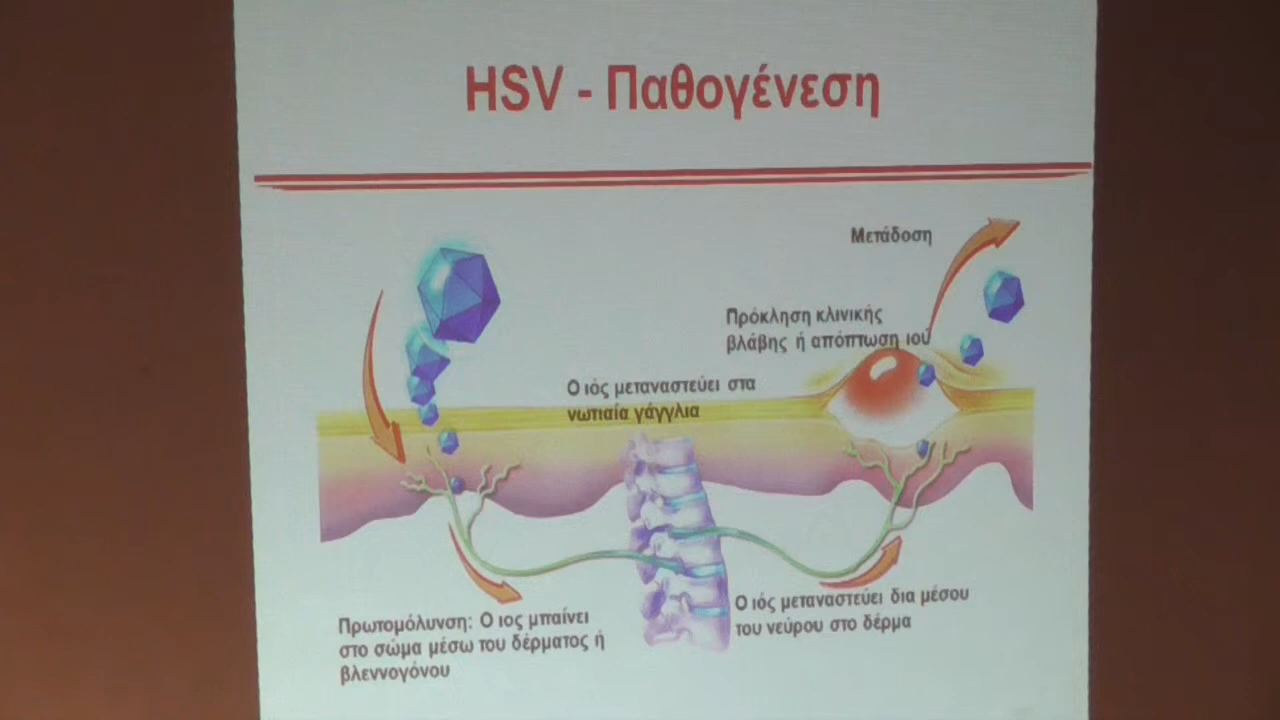 HSV - Παθογένεση
Μετάδοση
Πρόκληση κλινικής
βλάβης ή απόπτωση ιού
Ο ιός μεταναστεύει στα
νωτιαία γάγγλια
Πρωτομόλυνση: Ο ιος μπαίνει
στο σώμα μέσω του δέρματος ή
βλεννογόνου
Ο ιός μεταναστεύει δια μέσου
του νεύρου στο δέρμα